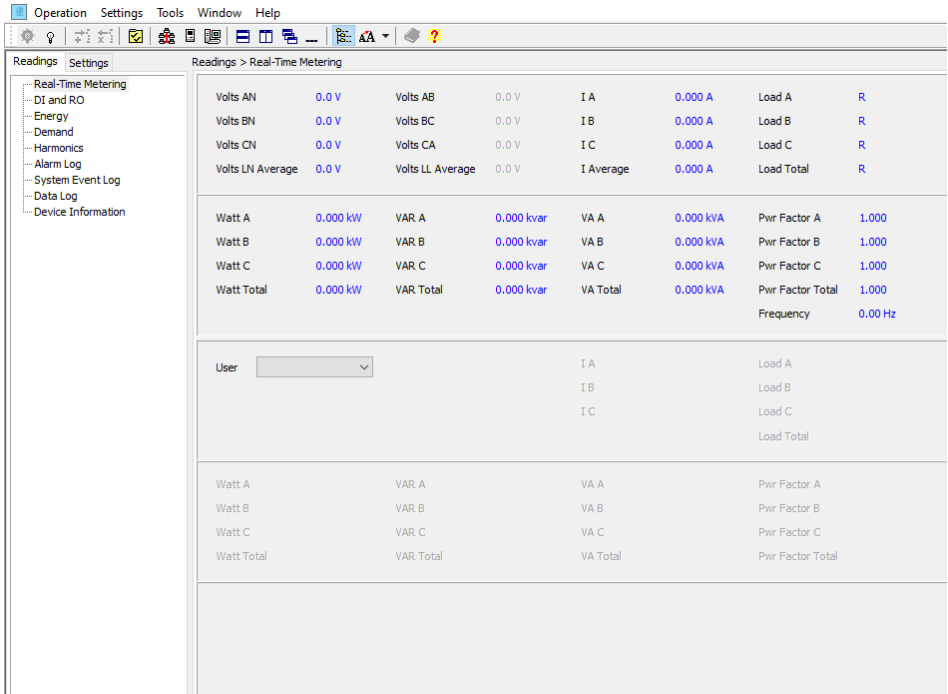 Operation Settings Tools Window Help
Readings Settings
Readings > Real-Time Metering
Real-Time Metering
DI and RO
Energy
Demand
Harmonics
Alarm Log
System Event Log
Data Log
Device Information
Volts AN 0.0 V Volts AB 0.0 V I A 0.000 A Load A R
Volts BN 0.0 V Volts BC 0.0 V I B 0.000 A Load B R
Volts CN 0.0 V Volts CA 0.0 V I C 0.000 A Load C R
Volts LN Average 0.0 V Volts LL Average 0.0 V I Average 0.000 A Load Total R
Watt A 0.000 kW VAR A 0.000 kvar VA A 0.000 kVA Pwr Factor A 1.000
Watt B 0.000 kW VAR B 0.000 kvar VA B 0.000 kVA Pwr Factor B 1.000
Watt C 0.000 kW VAR C 0.000 kvar VA C 0.000 kVA Pwr Factor C 1.000
Watt Total 0.000 kW VAR Total 0.000 kvar VA Total 0.000 kVA Pwr Factor Total 1.000
Frequency 0.00 Hz
User I A Load A
I B Load B
I C Load C
Load Total
Watt A VAR A VA A Pwr Factor A
Watt B VAR B VA B Pwr Factor B
Watt C VAR C VA C Pwr Factor C
Watt Total VAR Total VA Total Pwr Factor Total